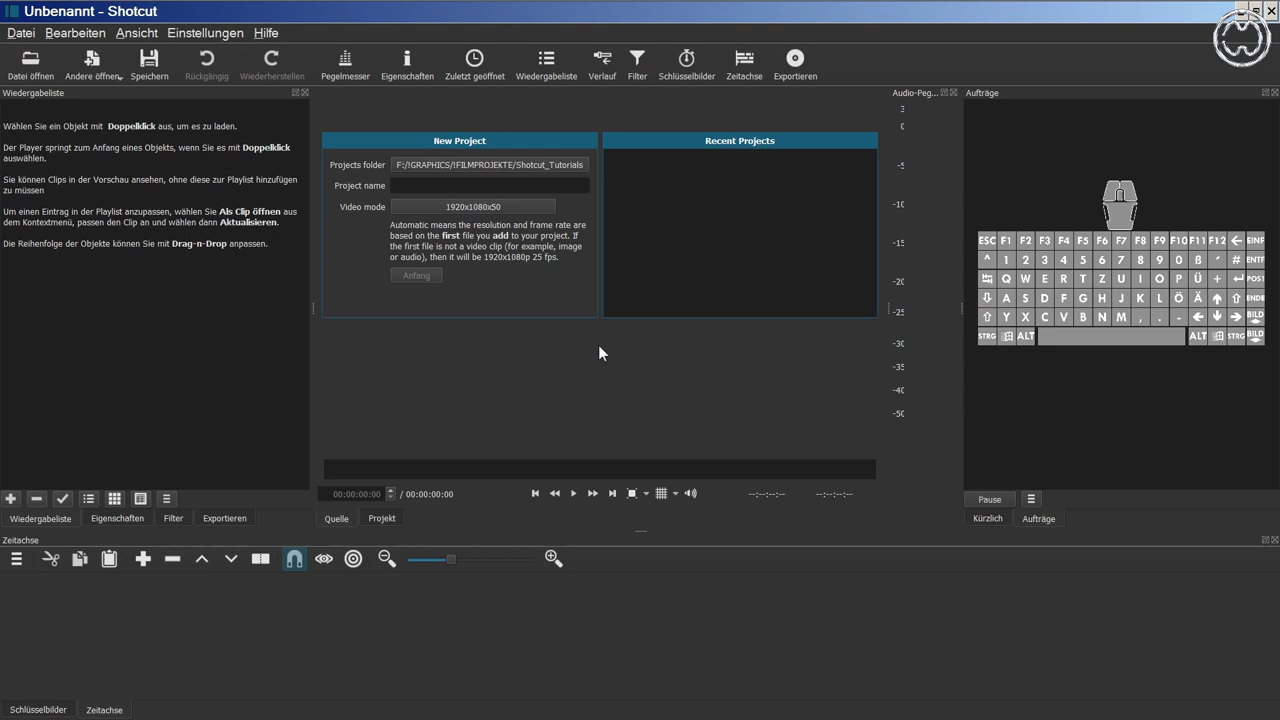 Unbenannt - Shotcut
Datei Bearbeiten Ansicht Einstellungen Hilfe
Datei öffnen Andere öffnen Speichern Rückgängig Wiederherstellen Pegelmesser Eigenschaften Zuletzt geöffnet Wiedergabeliste Verlauf Filter Schlüsselbilder Zeitachse Exportieren
Wiedergabeliste
Wählen Sie ein Objekt mit Doppelklick aus, um es zu laden.
Der Player springt zum Anfang eines Objekts, wenn Sie es mit Doppelklick
auswählen.
Sie können Clips in der Vorschau ansehen, ohne diese zur Playlist hinzufügen
zu müssen
Um einen Eintrag in der Playlist anzupassen, wählen Sie Als Clip öffnen aus
dem Kontextmenü, passen den Clip an und wählen dann Aktualisieren.
Die Reihenfolge der Objekte können Sie mit Drag-n-Drop anpassen.
New Project
Projects folder F:/!GRAPHICS/!FILMPROJEKTE/Shotcut_Tutorials
Project name
Video mode 1920x1080x50
Automatic means the resolution and frame rate are
based on the first file you add to your project. If
the first file is not a video clip (for example, image
or audio), then it will be 1920x1080p 25 fps.
Anfang
Recent Projects
Audio-Peg...
3
0
-5
-10
-15
-20
-25
-30
-35
-40
-50
Aufträge
ESC F1 F2 F3 F4 F5 F6 F7 F8 F9 F10 F11 F12 ← EINF
^ 1 2 3 4 5 6 7 8 9 0 ß ´ # ENTF
Q W E R T Z U I O P Ü + POS1
A S D F G H J K L Ö Ä ENDE
Y X C V B N M , . - BILD
STRG ALT ALT STRG BILD
00:00:00:00 / 00:00:00:00 --:--:--:-- --:--:--:--
Pause
Wiedergabeliste Eigenschaften Filter Exportieren
Quelle Projekt
Kürzlich Aufträge
Zeitachse
Schlüsselbilder Zeitachse